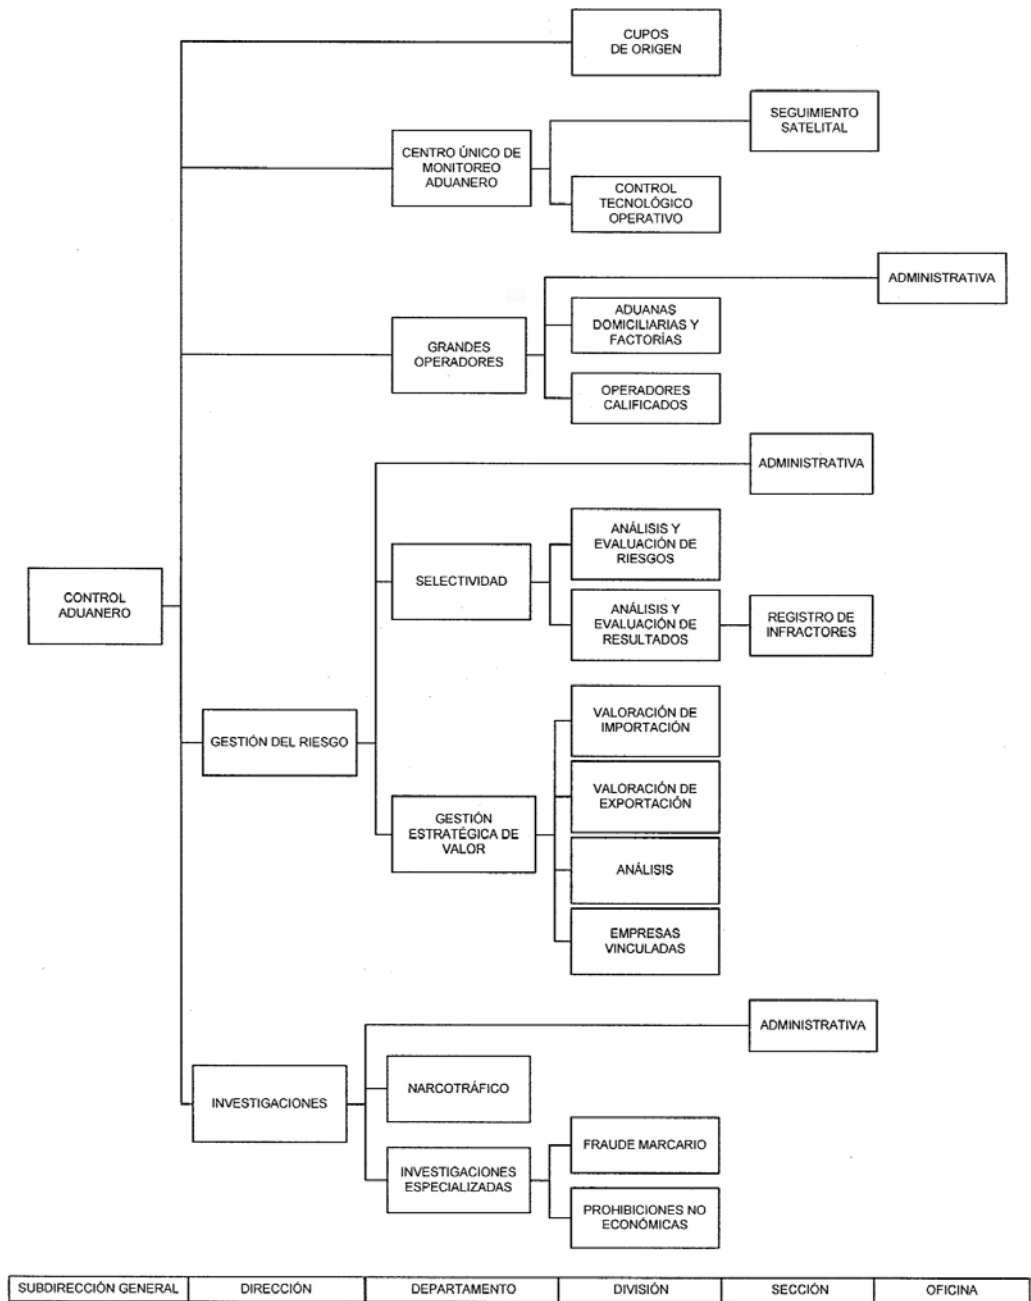 CUPOS
DE ORIGEN
SEGUIMIENTO
SATELITAL
CENTRO ÚNICO DE
MONITOREO
ADUANERO
CONTROL
TECNOLÓGICO
OPERATIVO
ADMINISTRATIVA
ADUANAS
DOMICILIARIAS Y
FACTORÍAS
GRANDES
OPERADORES
OPERADORES
CALIFICADOS
ADMINISTRATIVA
ANÁLISIS Y
EVALUACIÓN DE
RIESGOS
SELECTIVIDAD
CONTROL
ADUANERO
ANÁLISIS Y
EVALUACIÓN DE
RESULTADOS
REGISTRO DE
INFRACTORES
VALORACIÓN DE
IMPORTACIÓN
GESTIÓN DEL RIESGO
VALORACIÓN DE
EXPORTACIÓN
GESTIÓN
ESTRATÉGICA DE
VALOR
ANÁLISIS
EMPRESAS
VINCULADAS
ADMINISTRATIVA
NARCOTRÁFICO
INVESTIGACIONES
FRAUDE MARCARIO
INVESTIGACIONES
ESPECIALIZADAS
PROHIBICIONES NO
ECONÓMICAS
SUBDIRECCIÓN GENERAL DIRECCIÓN DEPARTAMENTO DIVISIÓN SECCIÓN OFICINA